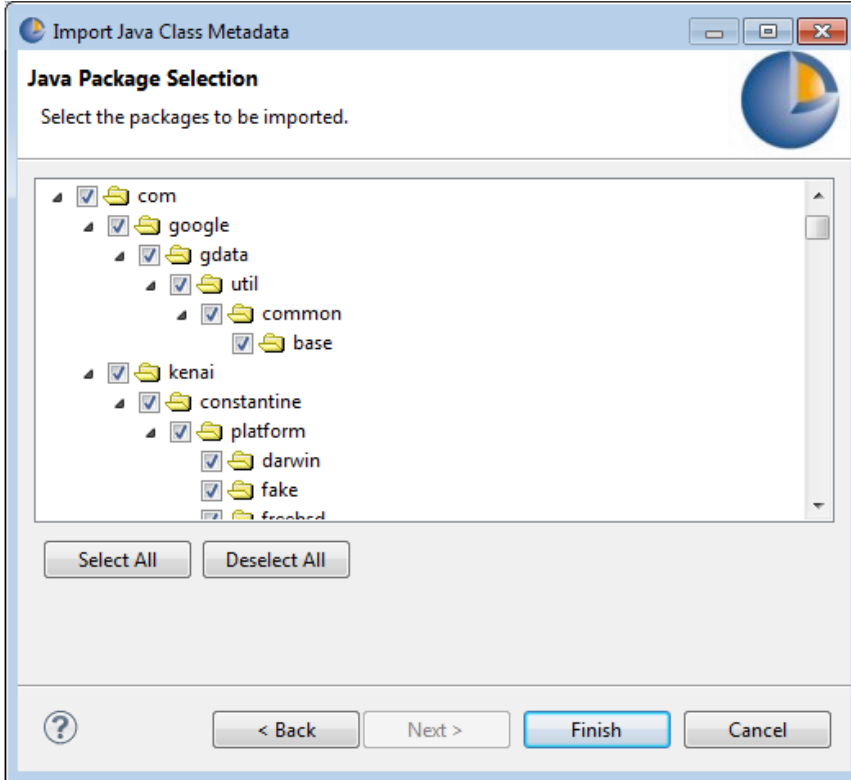 Import Java Class Metadata
Java Package Selection
Select the packages to be imported.
com
google
gdata
util
common
base
kenai
constantine
platform
darwin
fake
freebsd
Select All
Deselect All
< Back
Next >
Finish
Cancel